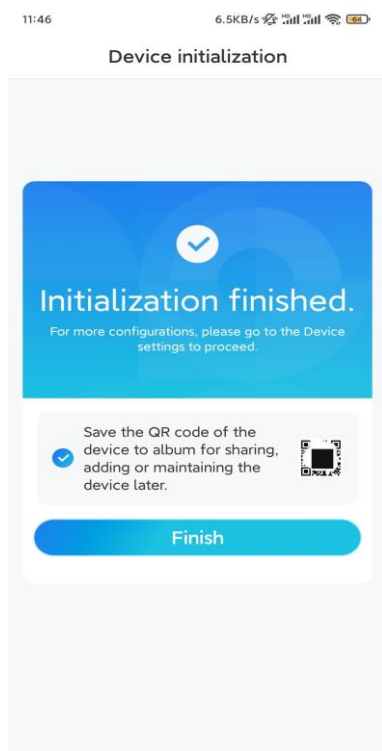 11:46
6.5KB/s
64
Device initialization
Initialization finished.
For more configurations, please go to the Device
settings to proceed.
Save the QR code of the
device to album for sharing,
adding or maintaining the
device later.
Finish